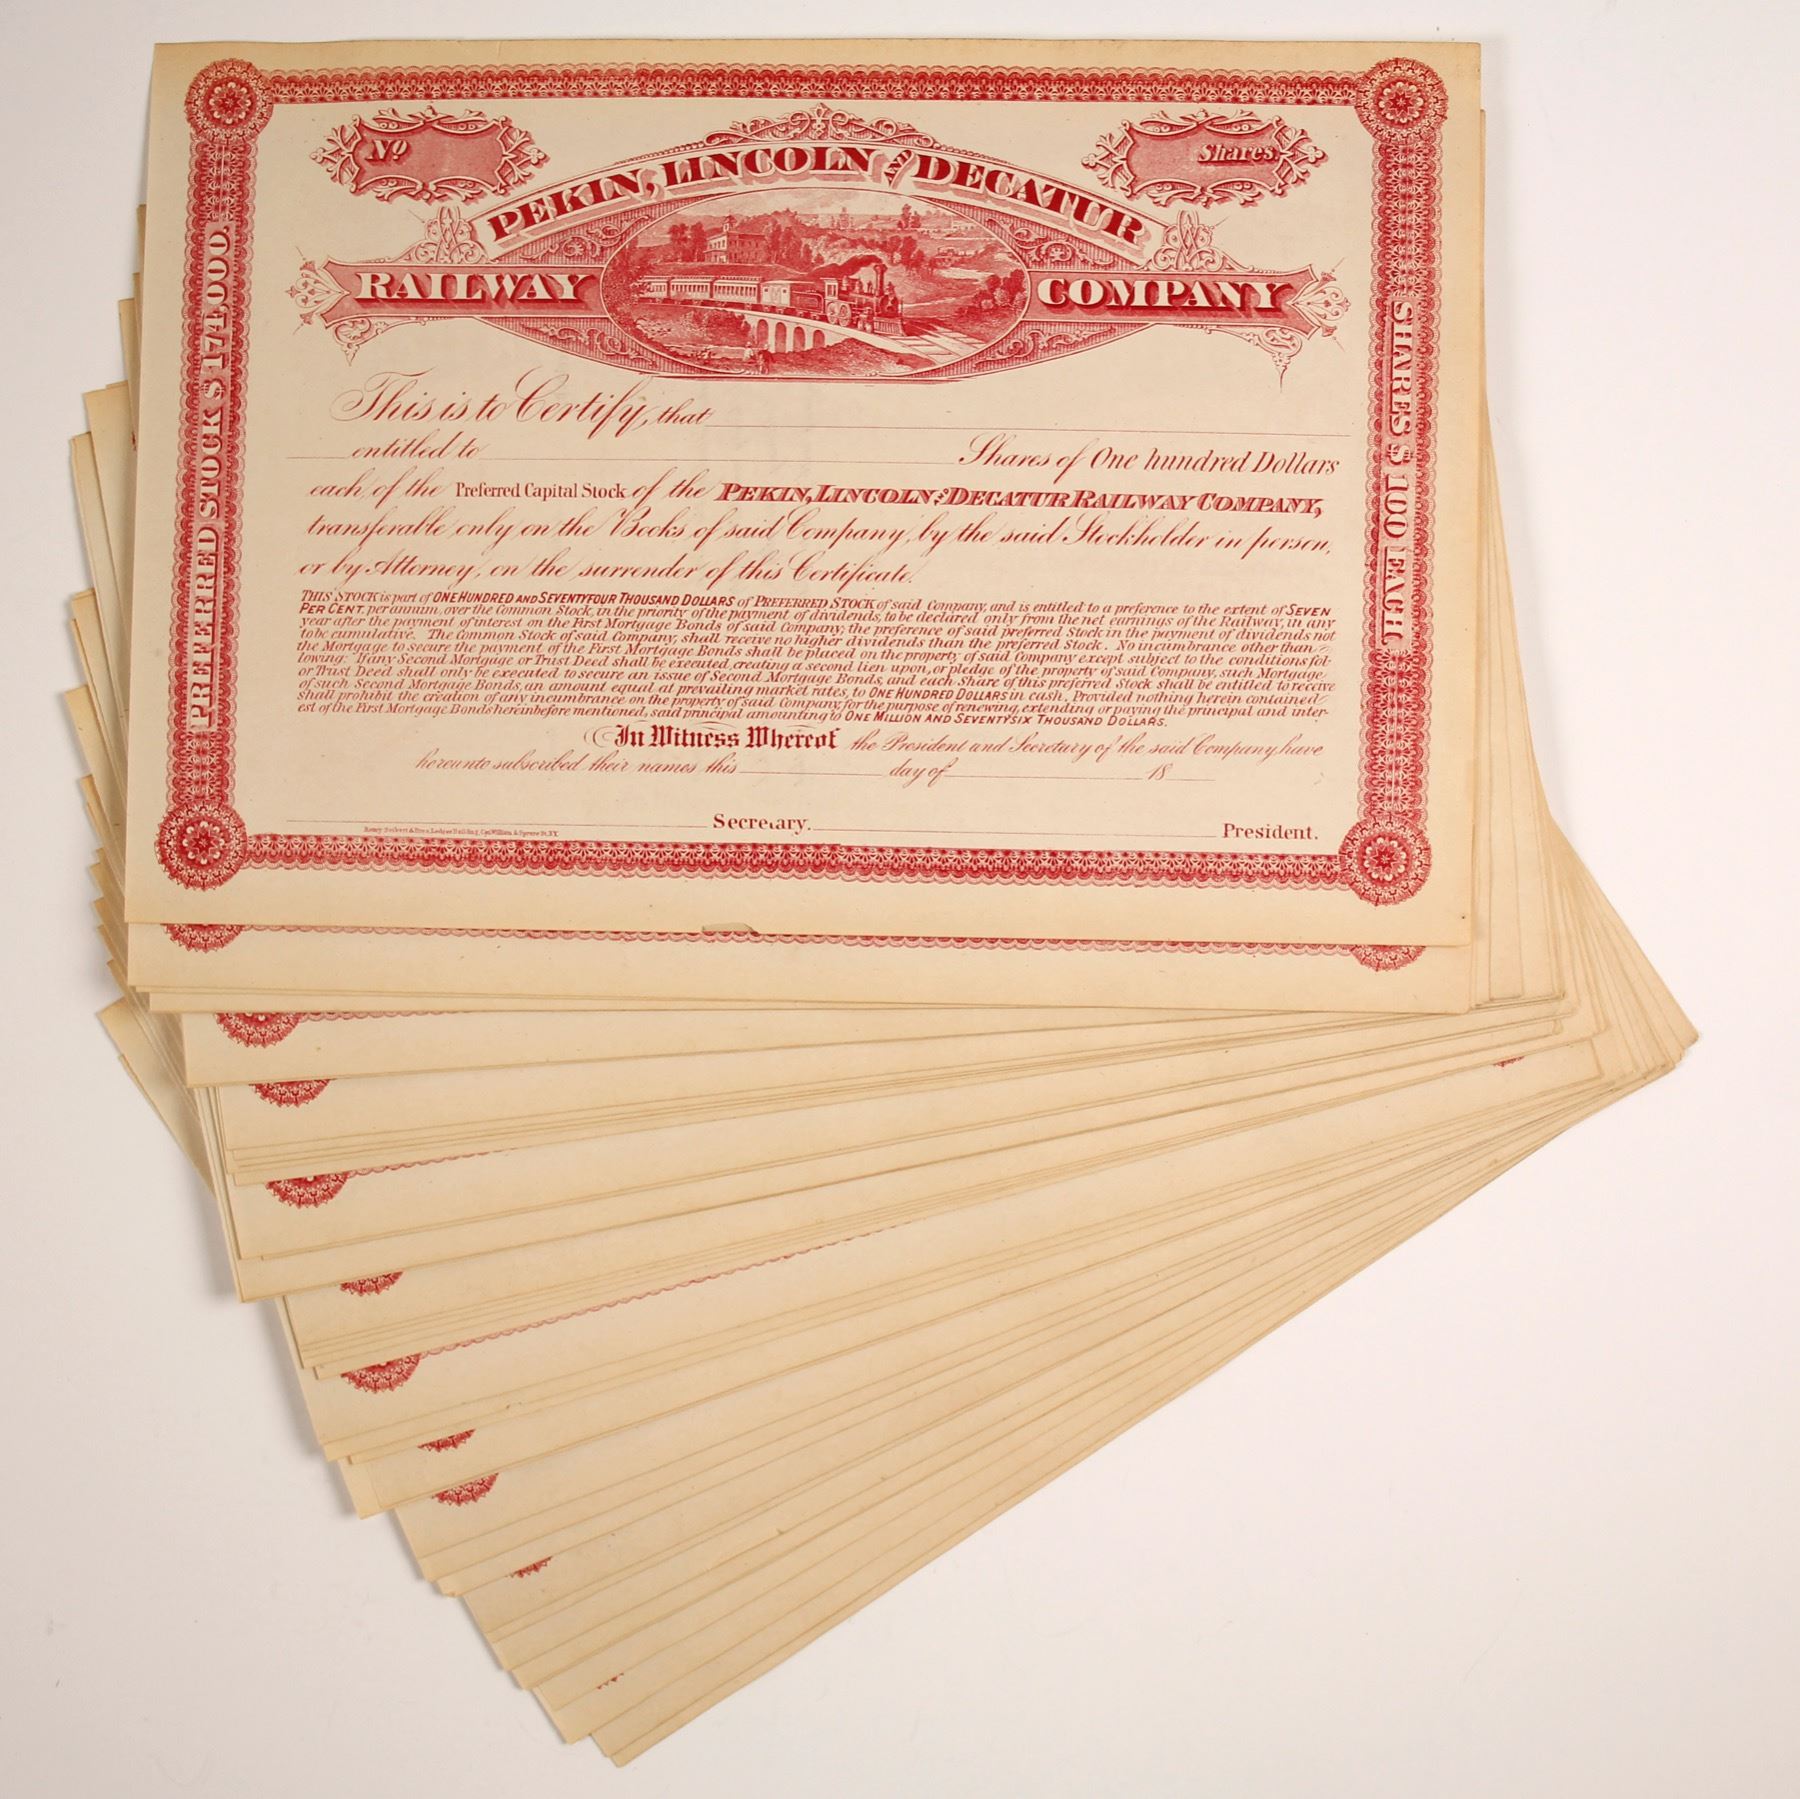 Nº
Shares.
PEKIN, LINCOLN AND DECATUR
RAILWAY COMPANY
PREFERRED STOCK $ 174,000.
SHARES $ 100 EACH.
This is to Certify, that
entitled to Shares of One hundred Dollars
each of the Preferred Capital Stock of the PEKIN, LINCOLN AND DECATUR RAILWAY COMPANY,
transferable only on the Books of said Company, by the said Stockholder in person,
or by Attorney, on the surrender of this Certificate.
THIS STOCK is part of ONE HUNDRED AND SEVENTYFOUR THOUSAND DOLLARS of PREFERRED STOCK of said Company, and is entitled to a preference to the extent of SEVEN
PER CENT. per annum, over the Common Stock, in the priority of the payment of dividends, to be declared only from the net earnings of the Railway, in any
year after the payment of interest on the First Mortgage Bonds of said Company; the preference of said preferred Stock in the payment of dividends not
to be cumulative. The Common Stock of said Company, shall receive no higher dividends than the preferred Stock. No incumbrance other than
the Mortgage to secure the payment of the First Mortgage Bonds shall be placed on the property of said Company except subject to the conditions fol-
lowing: If any Second Mortgage or Trust Deed shall be executed, creating a second lien upon, or pledge of the property of said Company, such Mortgage
or Trust Deed shall only be executed to secure an issue of Second Mortgage Bonds, and each share of this preferred Stock shall be entitled to receive
of such Second Mortgage Bonds, an amount equal at prevailing market rates, to ONE HUNDRED DOLLARS in cash. Provided nothing herein contained
shall prohibit the creation of any incumbrance on the property of said Company, for the purpose of renewing, extending or paying the principal and inter-
est of the First Mortgage Bonds hereinbefore mentioned, said principal amounting to ONE MILLION AND SEVENTYSIX THOUSAND DOLLARS.
In Witness Whereof the President and Secretary of the said Company, have
hereunto subscribed their names this day of 18
Secretary. President.
Henry Seibert & Bros. Ledger Building, Cor. William & Spruce St. N.Y.